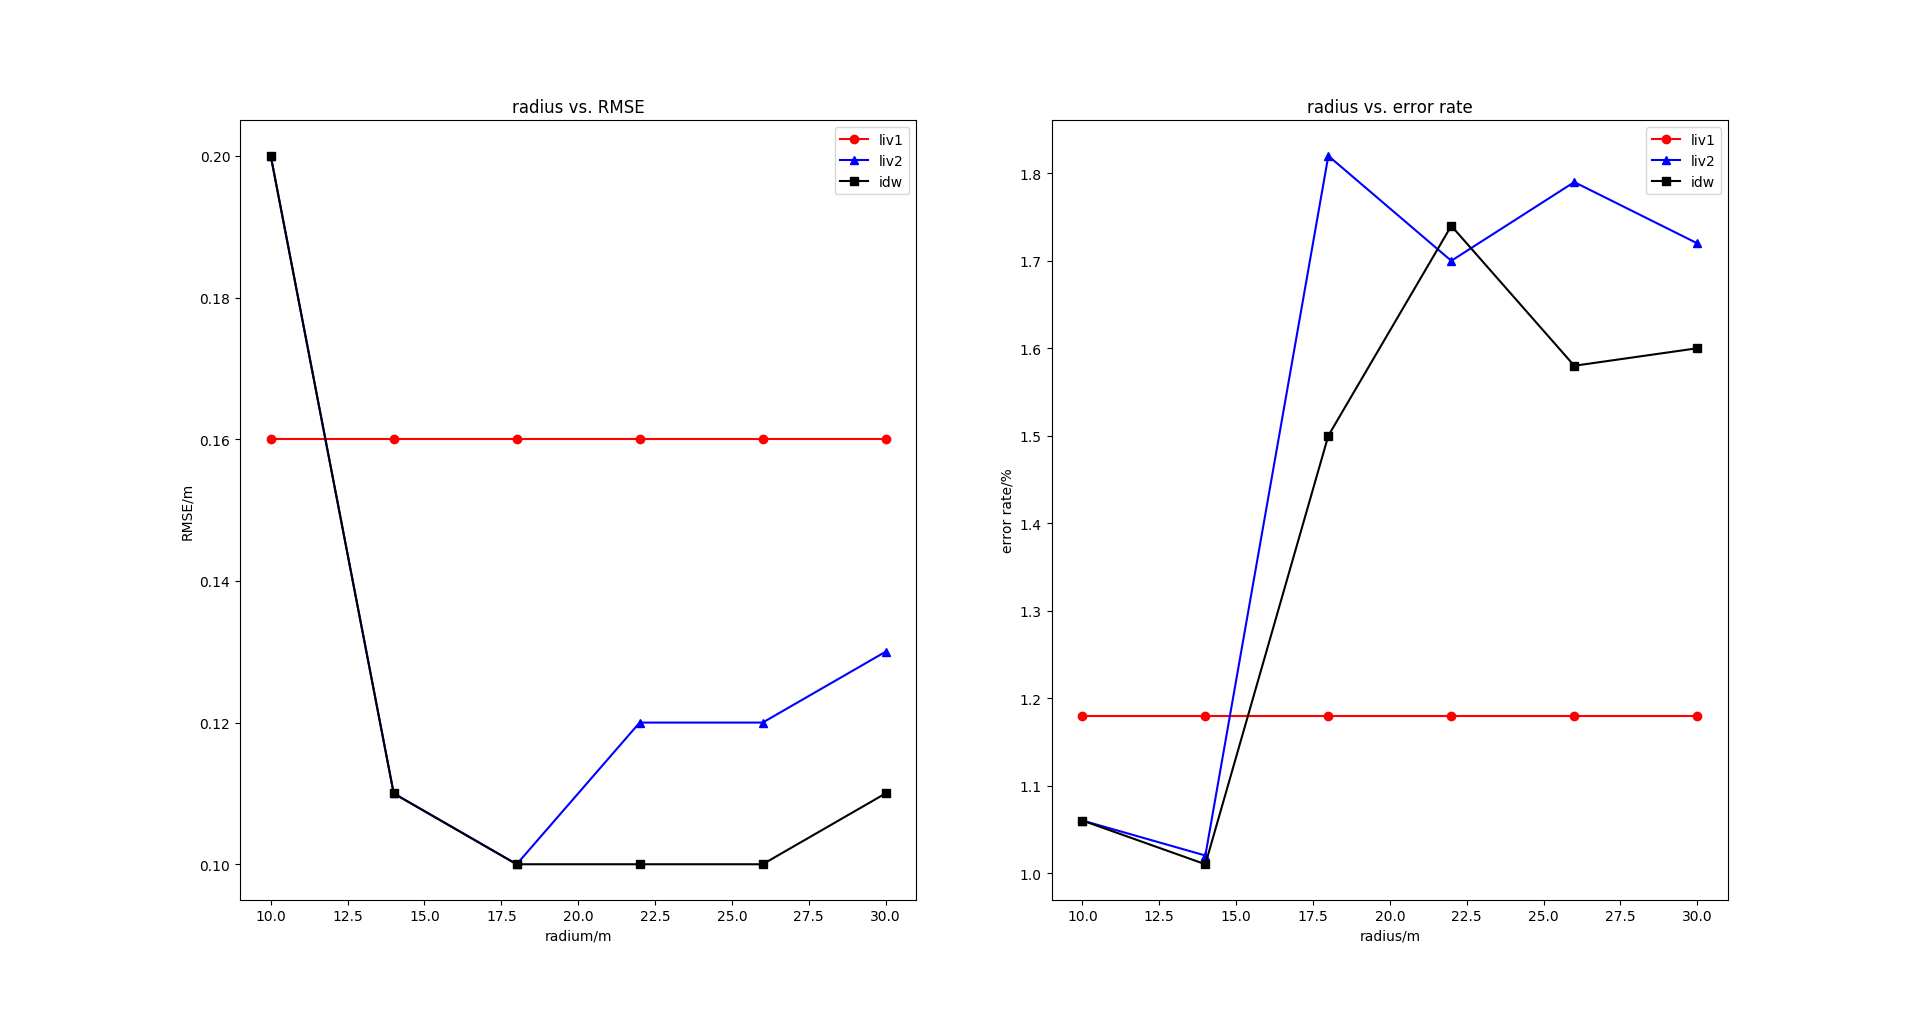 radius vs. RMSE
liv1
liv2
idw
0.20
0.18
0.16
0.14
0.12
0.10
RMSE/m
10.0 12.5 15.0 17.5 20.0 22.5 25.0 27.5 30.0
radium/m
radius vs. error rate
liv1
liv2
idw
1.8
1.7
1.6
1.5
1.4
1.3
1.2
1.1
1.0
error rate/%
10.0 12.5 15.0 17.5 20.0 22.5 25.0 27.5 30.0
radius/m